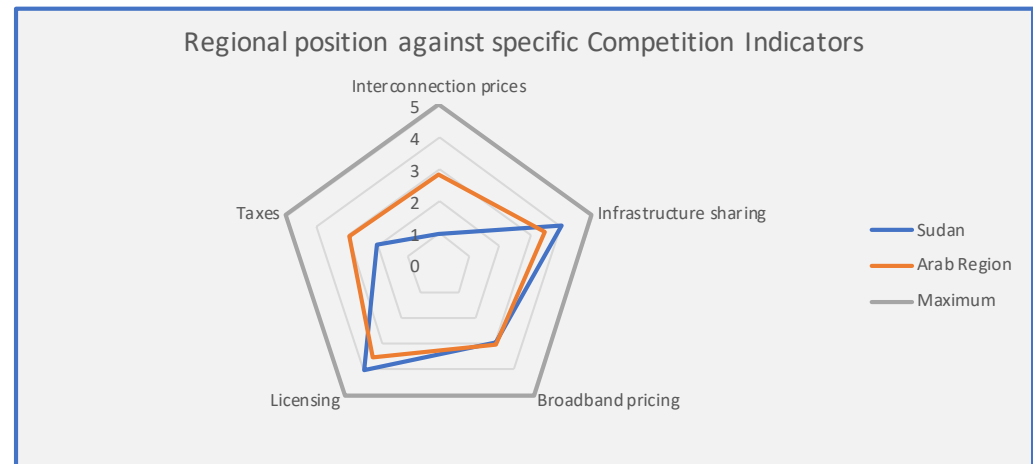 Regional position against specific Competition Indicators
Interconnection prices
5
4
3
2
1
0
Infrastructure sharing
Broadband pricing
Licensing
Taxes
Sudan
Arab Region
Maximum